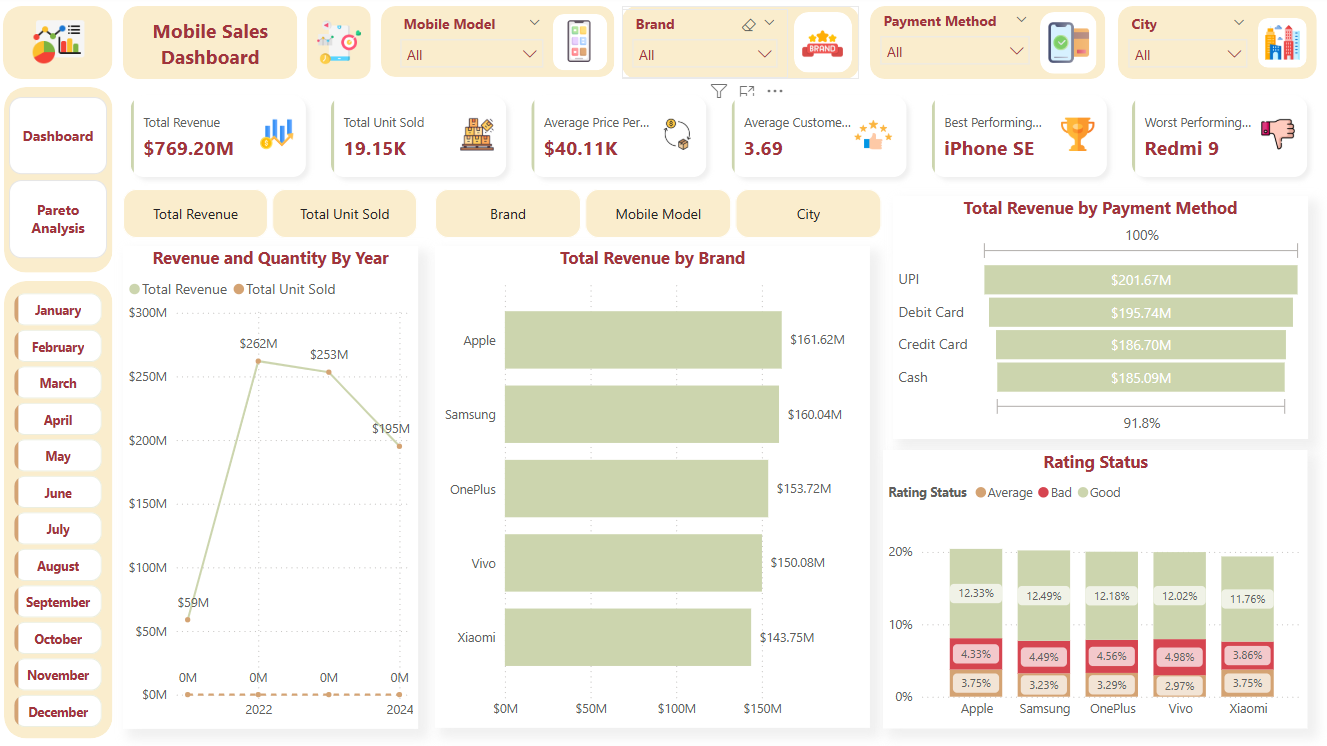 Mobile Sales
Dashboard
Mobile Model
All
Brand
All
BRAND
Payment Method
All
City
All
Dashboard
Pareto
Analysis
Total Revenue
$769.20M
Total Unit Sold
19.15K
Average Price Per...
$40.11K
Average Custome...
3.69
Best Performing...
iPhone SE
Worst Performing...
Redmi 9
January
February
March
April
May
June
July
August
September
October
November
December
Total Revenue
Total Unit Sold
Brand
Mobile Model
City
Revenue and Quantity By Year
Total Revenue Total Unit Sold
$300M
$250M
$200M
$150M
$100M
$50M
$0M
$59M
$262M
$253M
$195M
0M 0M 0M 0M
2022 2024
Total Revenue by Brand
Apple $161.62M
Samsung $160.04M
OnePlus $153.72M
Vivo $150.08M
Xiaomi $143.75M
$0M $50M $100M $150M
Total Revenue by Payment Method
100%
UPI $201.67M
Debit Card $195.74M
Credit Card $186.70M
Cash $185.09M
91.8%
Rating Status
Rating Status Average Bad Good
20%
10%
0%
12.33% 12.49% 12.18% 12.02% 11.76%
4.33% 4.49% 4.56% 4.98% 3.86%
3.75% 3.23% 3.29% 2.97% 3.75%
Apple Samsung OnePlus Vivo Xiaomi